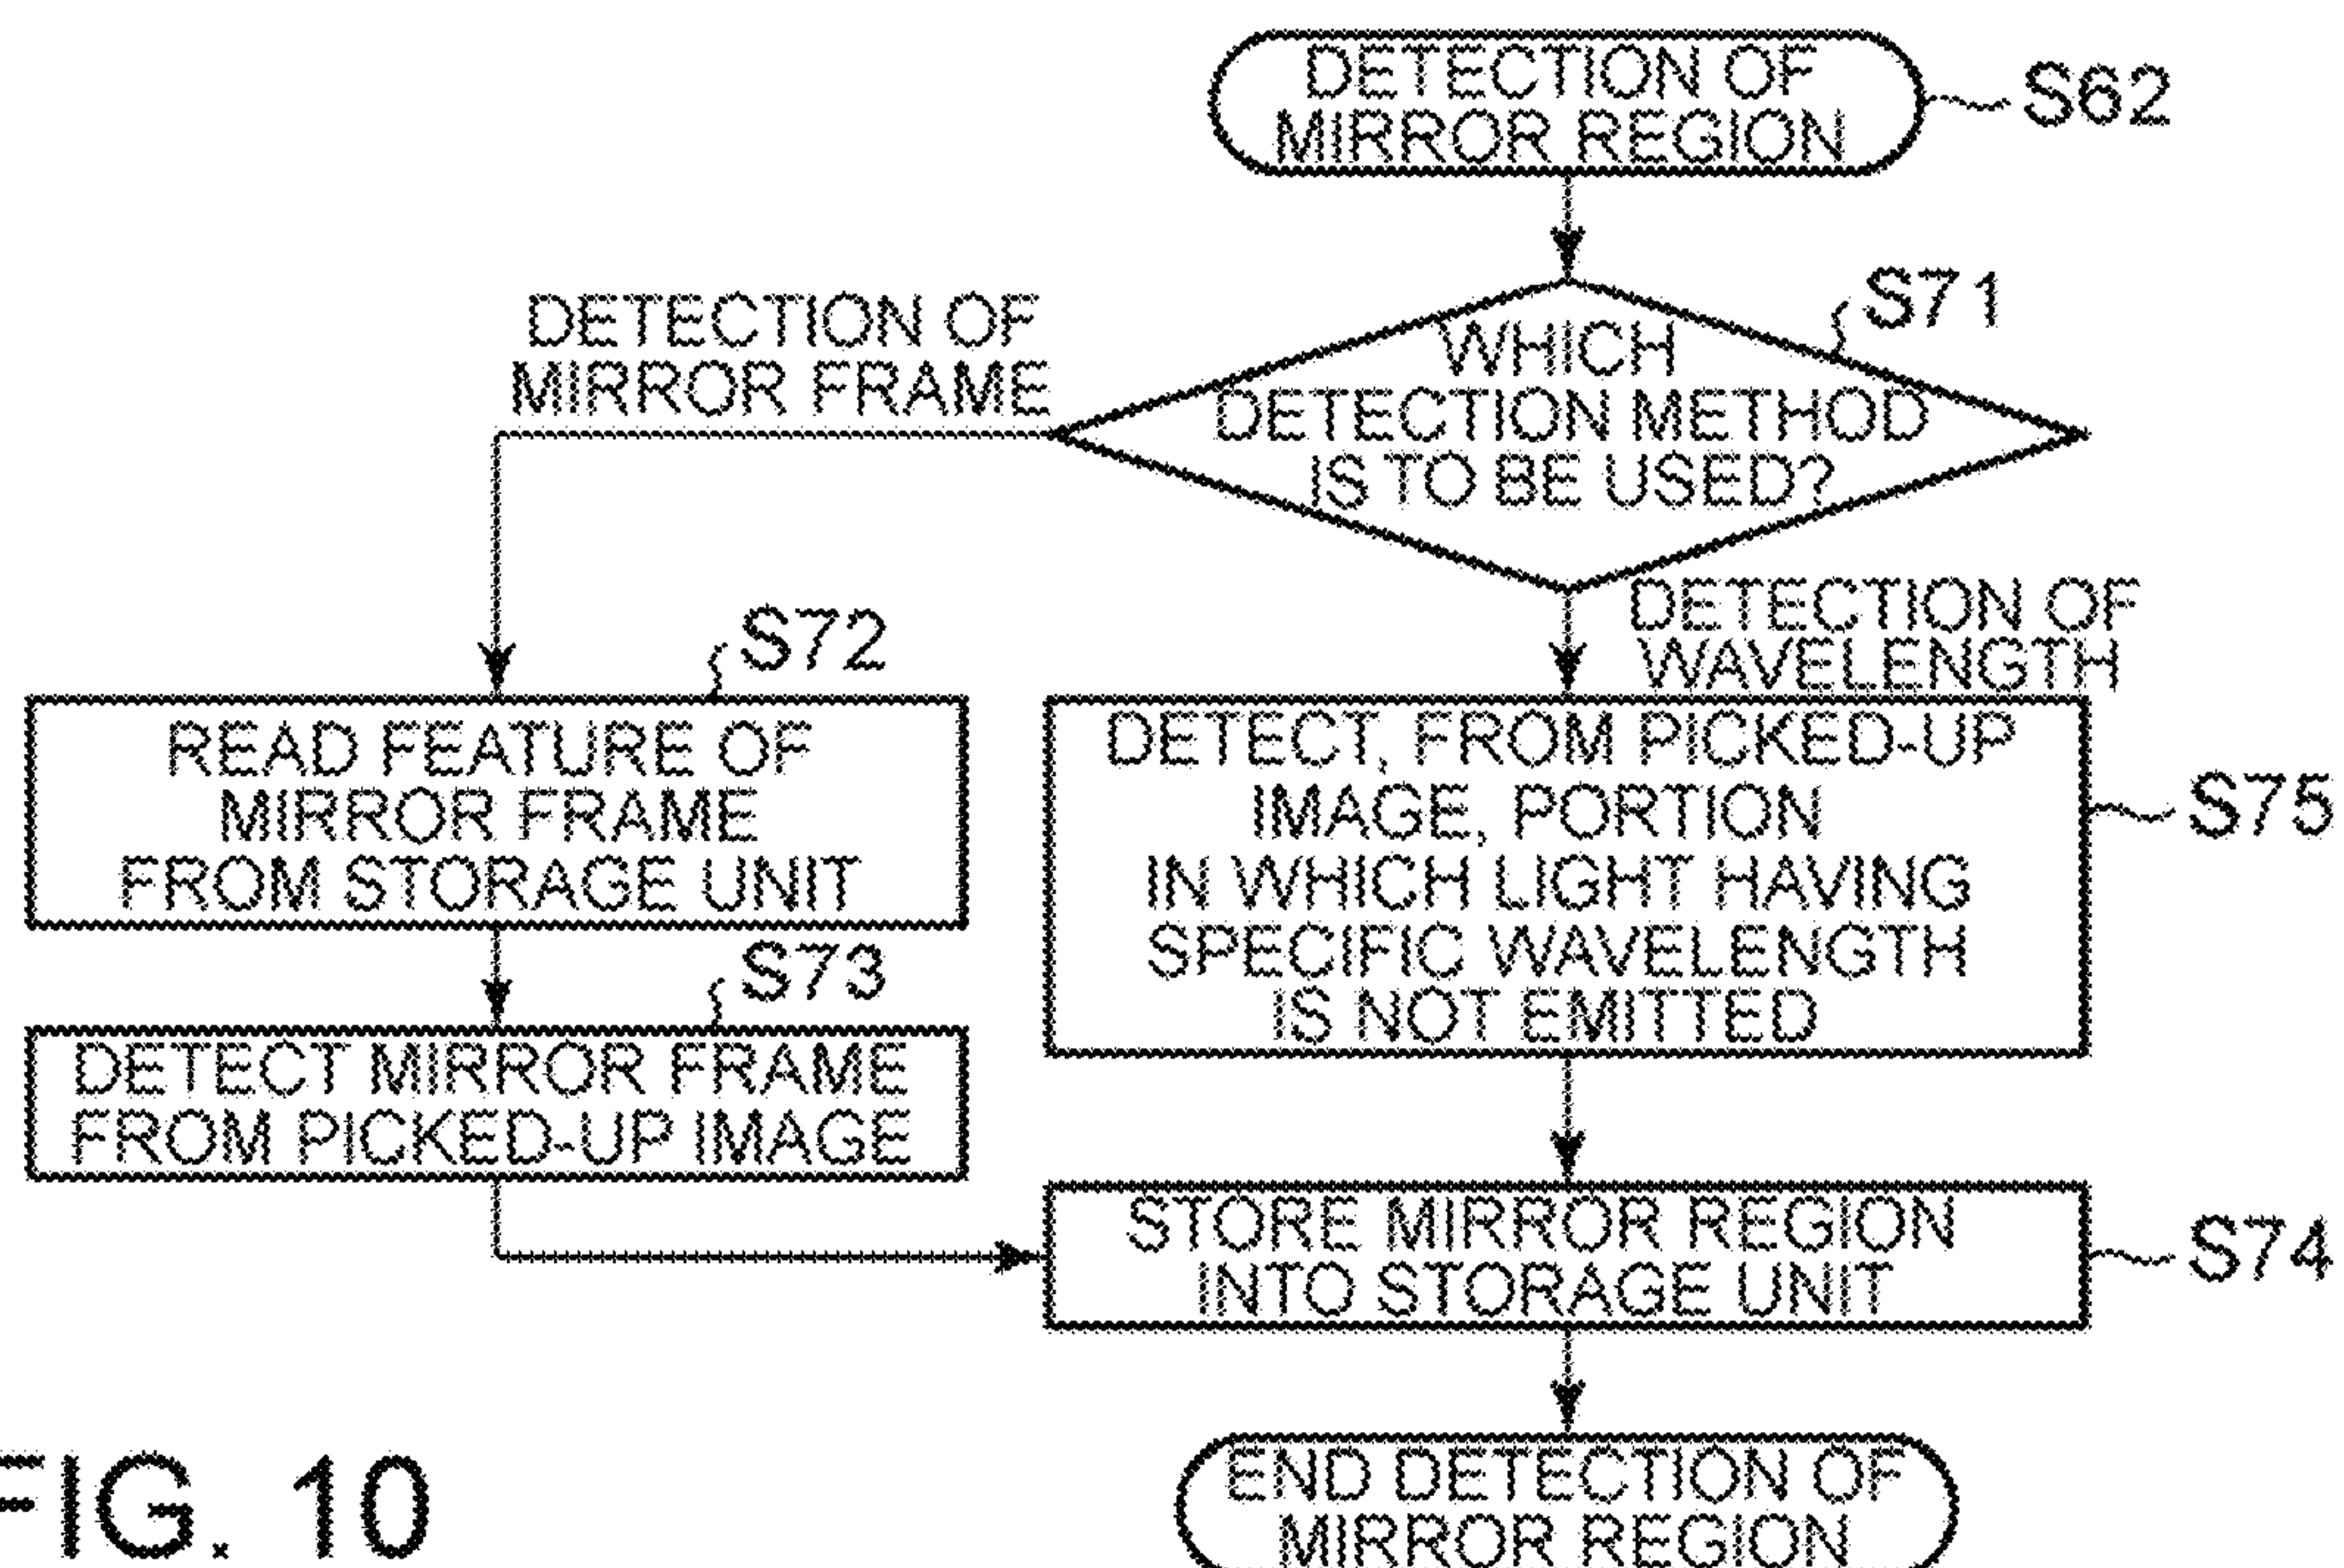 DETECTION OF
MIRROR REGION
S62
S71
WHICH
DETECTION METHOD
IS TO BE USED?
DETECTION OF
MIRROR FRAME
DETECTION OF
WAVELENGTH
S72
READ FEATURE OF
MIRROR FRAME
FROM STORAGE UNIT
S73
DETECT MIRROR FRAME
FROM PICKED-UP IMAGE
DETECT, FROM PICKED-UP
IMAGE, PORTION
IN WHICH LIGHT HAVING
SPECIFIC WAVELENGTH
IS NOT EMITTED
S75
STORE MIRROR REGION
INTO STORAGE UNIT
S74
END DETECTION OF
MIRROR REGION
FIG. 10